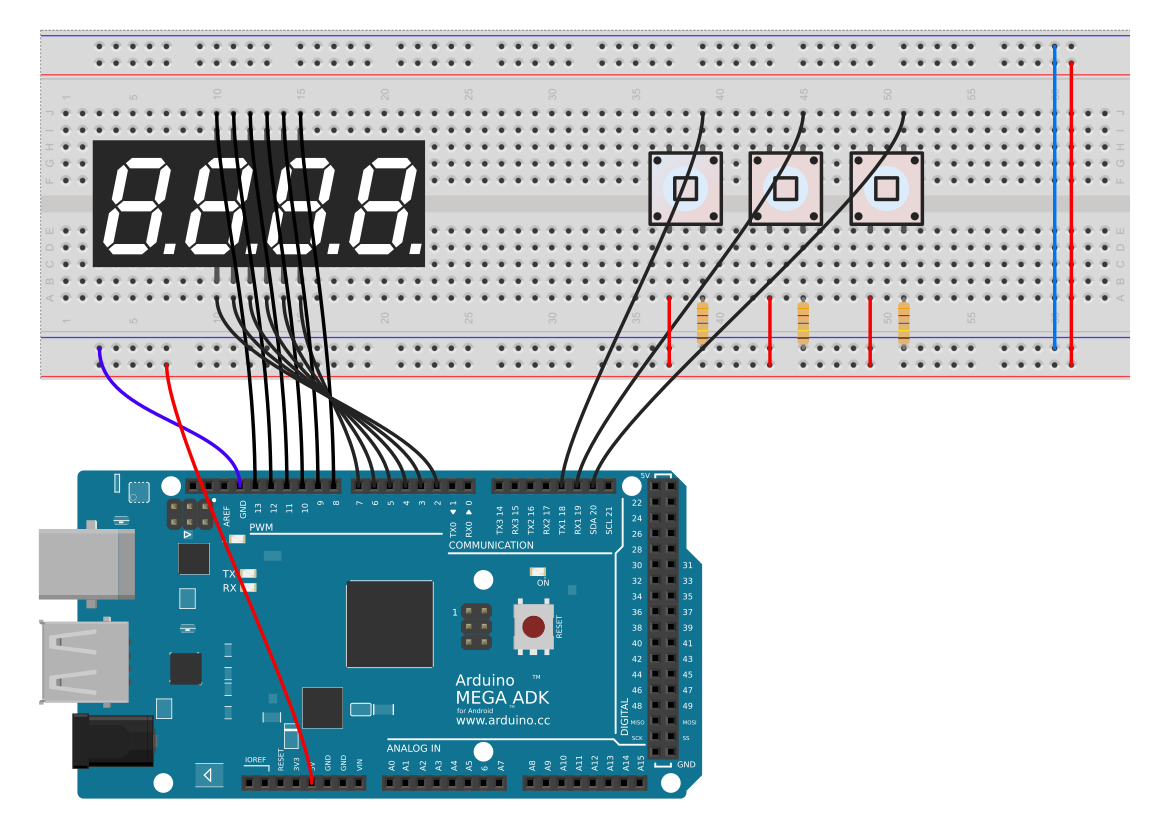 1 5 10 15 20 25 30 35 40 45 50 55
J J
I I
H H
G G
F F
8.8.8.8.
E E
D D
C C
B B
A A
1 5 10 15 20 25 30 35 40 45 50 55
AREF GND 13 12 11 10 9 8 7 6 5 4 3 2 TX0 ▶ 1 RX0 ◀ 0 TX3 14 RX3 15 TX2 16 RX2 17 TX1 18 RX1 19 SDA 20 SCL 21
5V
PWM
COMMUNICATION
22
24
26
28
30 31
32 33
34 35
36 37
38 39
40 41
42 43
44 45
46 47
48 49
MISO MOSI
SCK SS
GND
DIGITAL
TX
RX
ON
1
RESET
Arduino ™
MEGA ADK ™
for Android
www.arduino.cc
ANALOG IN
IOREF RESET 3V3 5V GND GND VIN A0 A1 A2 A3 A4 A5 6 A7 A8 A9 A10 A11 A12 A13 A14 A15